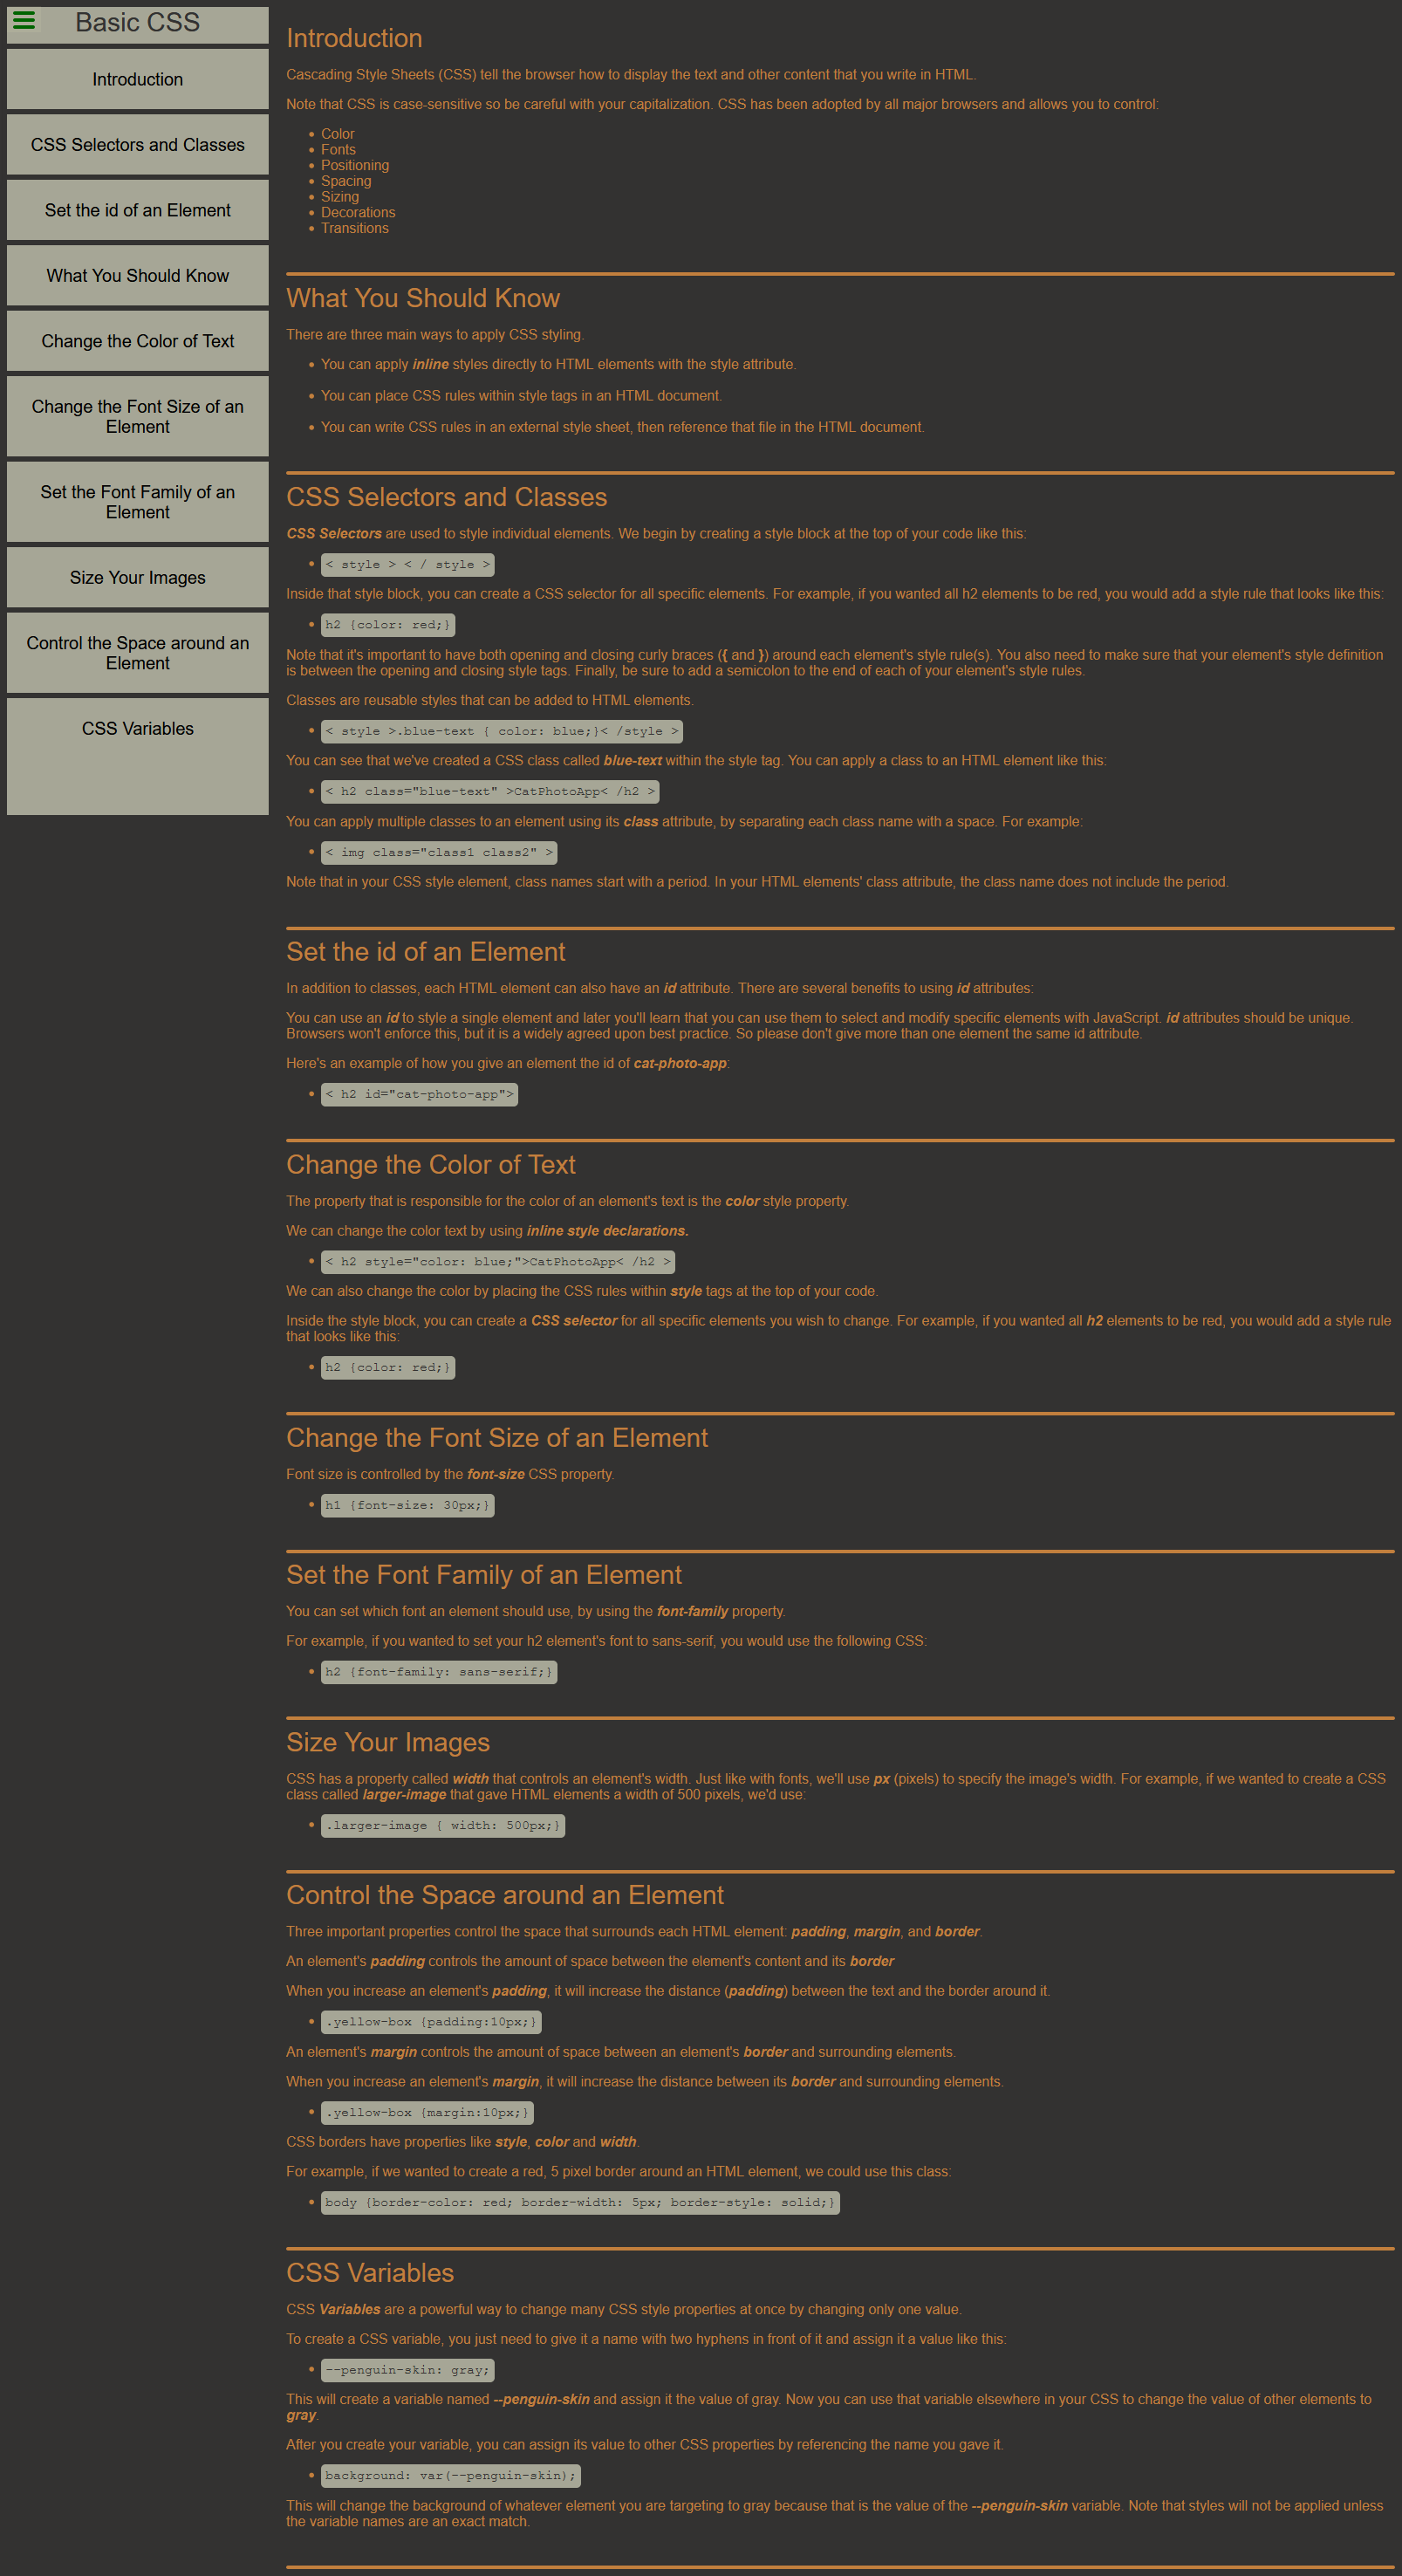 Basic CSS
Introduction
CSS Selectors and Classes
Set the id of an Element
What You Should Know
Change the Color of Text
Change the Font Size of an
Element
Set the Font Family of an
Element
Size Your Images
Control the Space around an
Element
CSS Variables
Introduction
Cascading Style Sheets (CSS) tell the browser how to display the text and other content that you write in HTML.
Note that CSS is case-sensitive so be careful with your capitalization. CSS has been adopted by all major browsers and allows you to control:
• Color
• Fonts
• Positioning
• Spacing
• Sizing
• Decorations
• Transitions
What You Should Know
There are three main ways to apply CSS styling.
• You can apply inline styles directly to HTML elements with the style attribute.
• You can place CSS rules within style tags in an HTML document.
• You can write CSS rules in an external style sheet, then reference that file in the HTML document.
CSS Selectors and Classes
CSS Selectors are used to style individual elements. We begin by creating a style block at the top of your code like this:
• < style > < / style >
Inside that style block, you can create a CSS selector for all specific elements. For example, if you wanted all h2 elements to be red, you would add a style rule that looks like this:
• h2 {color: red;}
Note that it's important to have both opening and closing curly braces ({ and }) around each element's style rule(s). You also need to make sure that your element's style definition
is between the opening and closing style tags. Finally, be sure to add a semicolon to the end of each of your element's style rules.
Classes are reusable styles that can be added to HTML elements.
• < style >.blue-text { color: blue;}< /style >
You can see that we've created a CSS class called blue-text within the style tag. You can apply a class to an HTML element like this:
• < h2 class="blue-text" >CatPhotoApp< /h2 >
You can apply multiple classes to an element using its class attribute, by separating each class name with a space. For example:
• < img class="class1 class2" >
Note that in your CSS style element, class names start with a period. In your HTML elements' class attribute, the class name does not include the period.
Set the id of an Element
In addition to classes, each HTML element can also have an id attribute. There are several benefits to using id attributes:
You can use an id to style a single element and later you'll learn that you can use them to select and modify specific elements with JavaScript. id attributes should be unique.
Browsers won't enforce this, but it is a widely agreed upon best practice. So please don't give more than one element the same id attribute.
Here's an example of how you give an element the id of cat-photo-app:
• < h2 id="cat-photo-app">
Change the Color of Text
The property that is responsible for the color of an element's text is the color style property.
We can change the color text by using inline style declarations.
• < h2 style="color: blue;">CatPhotoApp< /h2 >
We can also change the color by placing the CSS rules within style tags at the top of your code.
Inside the style block, you can create a CSS selector for all specific elements you wish to change. For example, if you wanted all h2 elements to be red, you would add a style rule
that looks like this:
• h2 {color: red;}
Change the Font Size of an Element
Font size is controlled by the font-size CSS property.
• h1 {font-size: 30px;}
Set the Font Family of an Element
You can set which font an element should use, by using the font-family property.
For example, if you wanted to set your h2 element's font to sans-serif, you would use the following CSS:
• h2 {font-family: sans-serif;}
Size Your Images
CSS has a property called width that controls an element's width. Just like with fonts, we'll use px (pixels) to specify the image's width. For example, if we wanted to create a CSS
class called larger-image that gave HTML elements a width of 500 pixels, we'd use:
• .larger-image { width: 500px;}
Control the Space around an Element
Three important properties control the space that surrounds each HTML element: padding, margin, and border.
An element's padding controls the amount of space between the element's content and its border
When you increase an element's padding, it will increase the distance (padding) between the text and the border around it.
• .yellow-box {padding:10px;}
An element's margin controls the amount of space between an element's border and surrounding elements.
When you increase an element's margin, it will increase the distance between its border and surrounding elements.
• .yellow-box {margin:10px;}
CSS borders have properties like style, color and width.
For example, if we wanted to create a red, 5 pixel border around an HTML element, we could use this class:
• body {border-color: red; border-width: 5px; border-style: solid;}
CSS Variables
CSS Variables are a powerful way to change many CSS style properties at once by changing only one value.
To create a CSS variable, you just need to give it a name with two hyphens in front of it and assign it a value like this:
• --penguin-skin: gray;
This will create a variable named --penguin-skin and assign it the value of gray. Now you can use that variable elsewhere in your CSS to change the value of other elements to
gray.
After you create your variable, you can assign its value to other CSS properties by referencing the name you gave it.
• background: var(--penguin-skin);
This will change the background of whatever element you are targeting to gray because that is the value of the --penguin-skin variable. Note that styles will not be applied unless
the variable names are an exact match.